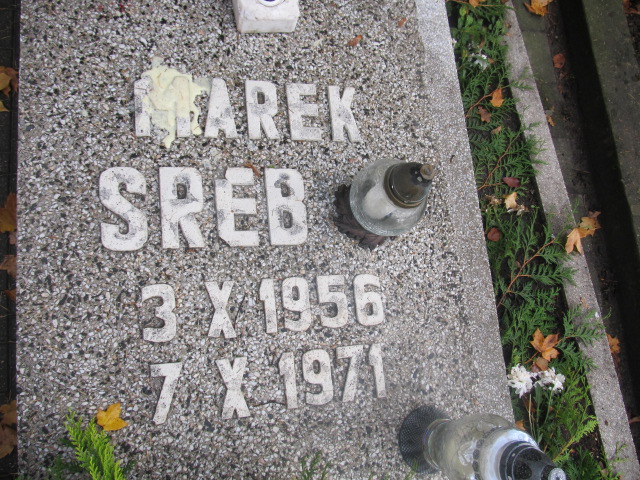 MAREK
SREB
3 X 1956
7 X 1971